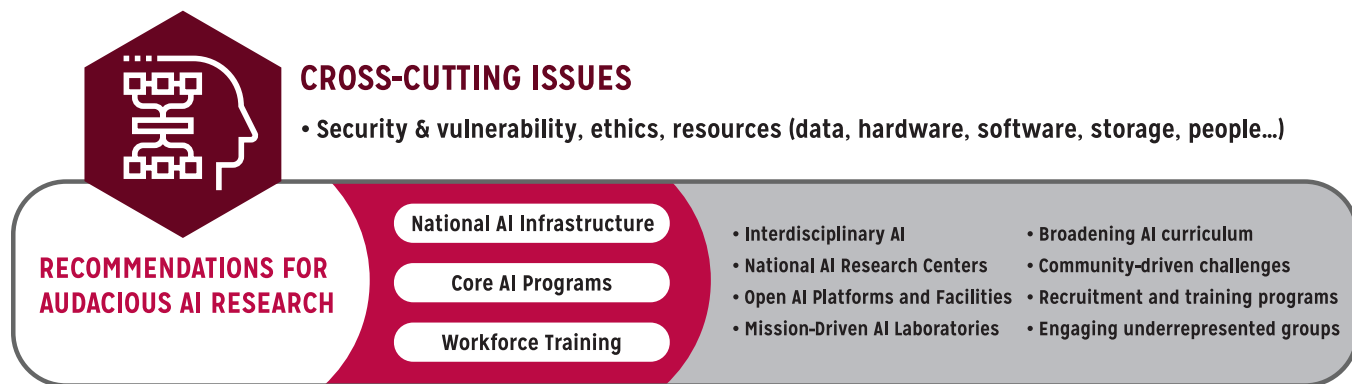 CROSS-CUTTING ISSUES
• Security & vulnerability, ethics, resources (data, hardware, software, storage, people…)
RECOMMENDATIONS FOR
AUDACIOUS AI RESEARCH
National AI Infrastructure
Core AI Programs
Workforce Training
• Interdisciplinary AI
• National AI Research Centers
• Open AI Platforms and Facilities
• Mission-Driven AI Laboratories
• Broadening AI curriculum
• Community-driven challenges
• Recruitment and training programs
• Engaging underrepresented groups